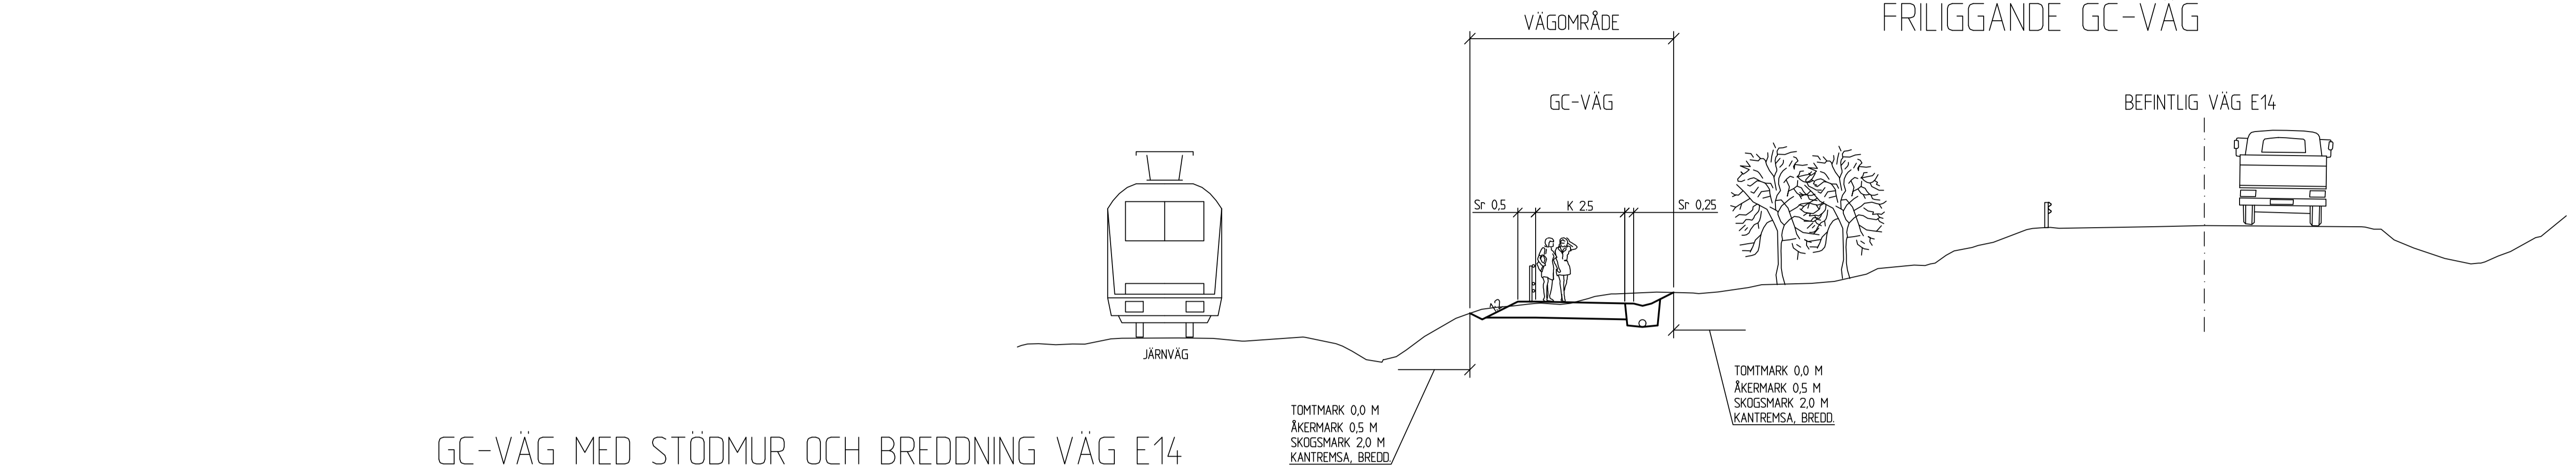 FRILIGGANDE GC-VÄG
VÄGOMRÅDE
GC-VÄG
BEFINTLIG VÄG E14
Sr 0,5
K 2.5
Sr 0,25
1:2
JÄRNVÄG
TOMTMARK 0,0 M
ÅKERMARK 0,5 M
SKOGSMARK 2,0 M
KANTREMSA, BREDD.
TOMTMARK 0,0 M
ÅKERMARK 0,5 M
SKOGSMARK 2,0 M
KANTREMSA, BREDD.
GC-VÄG MED STÖDMUR OCH BREDDNING VÄG E14